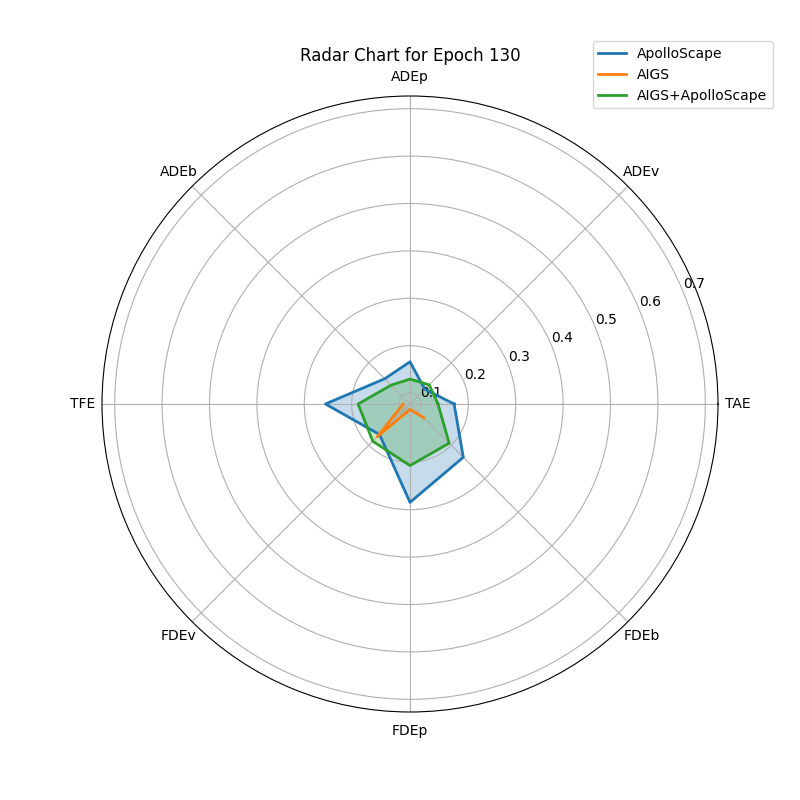 Radar Chart for Epoch 130
ApolloScape
AIGS
AIGS+ApolloScape
ADEp
ADEb
ADEv
0.7
0.6
0.5
0.4
0.3
0.2
0.1
TFE
TAE
FDEv
FDEb
FDEp